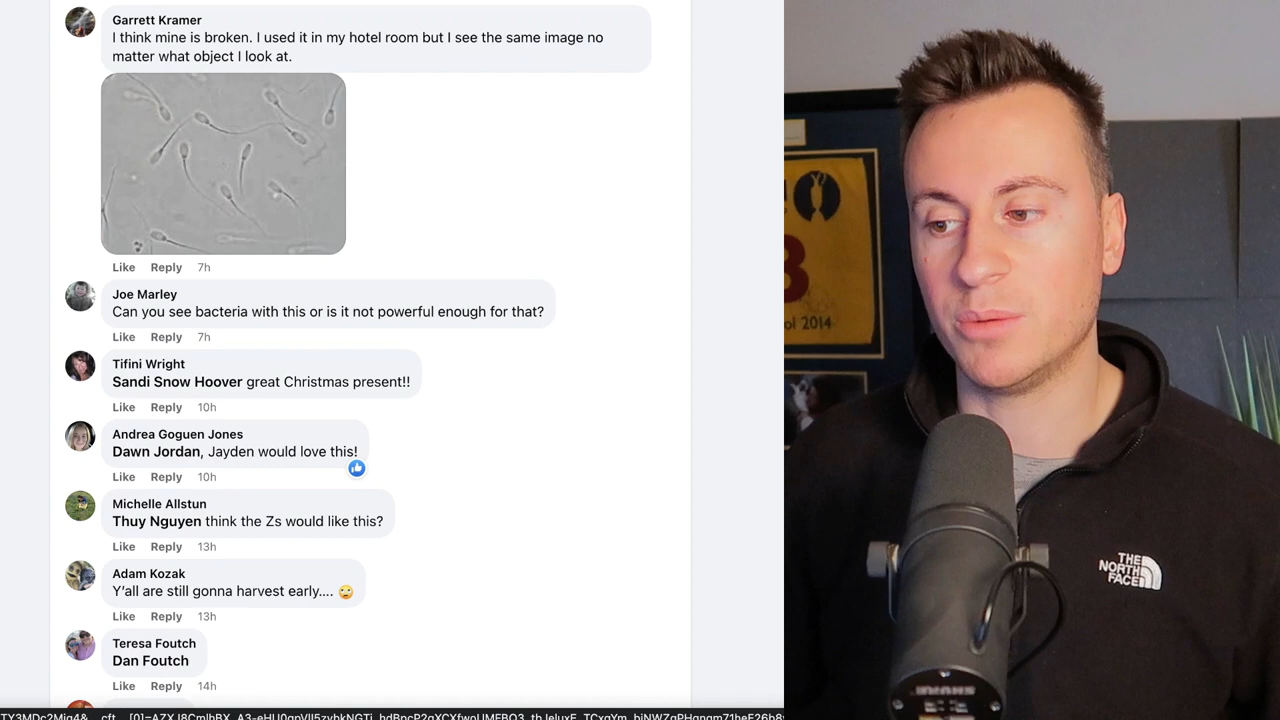 Garrett Kramer
I think mine is broken. I used it in my hotel room but I see the same image no
matter what object I look at.
Like Reply 7h
Joe Marley
Can you see bacteria with this or is it not powerful enough for that?
Like Reply 7h
Tifini Wright
Sandi Snow Hoover great Christmas present!!
Like Reply 10h
Andrea Goguen Jones
Dawn Jordan, Jayden would love this!
Like Reply 10h
Michelle Allstun
Thuy Nguyen think the Zs would like this?
Like Reply 13h
Adam Kozak
Y'all are still gonna harvest early.... 🙄
Like Reply 13h
Teresa Foutch
Dan Foutch
Like Reply 14h
8
ol 2014
THE
NORTH
FACE